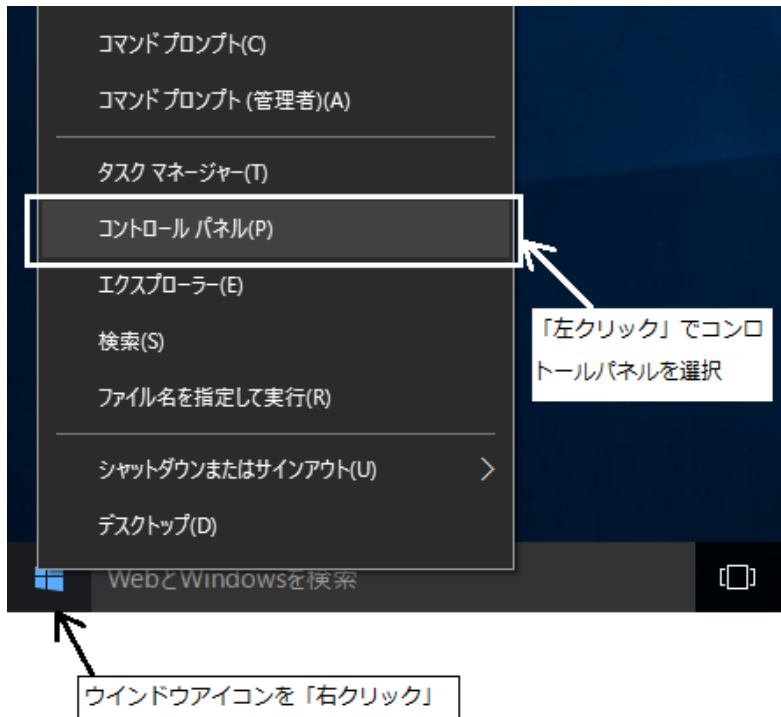 コマンド プロンプト(C)
コマンド プロンプト (管理者)(A)
タスク マネージャー(T)
コントロール パネル(P)
エクスプローラー(E)
検索(S)
ファイル名を指定して実行(R)
シャットダウンまたはサインアウト(U)
デスクトップ(D)
「左クリック」でコンロ
トールパネルを選択
WebとWindowsを検索
ウインドウアイコンを「右クリック」